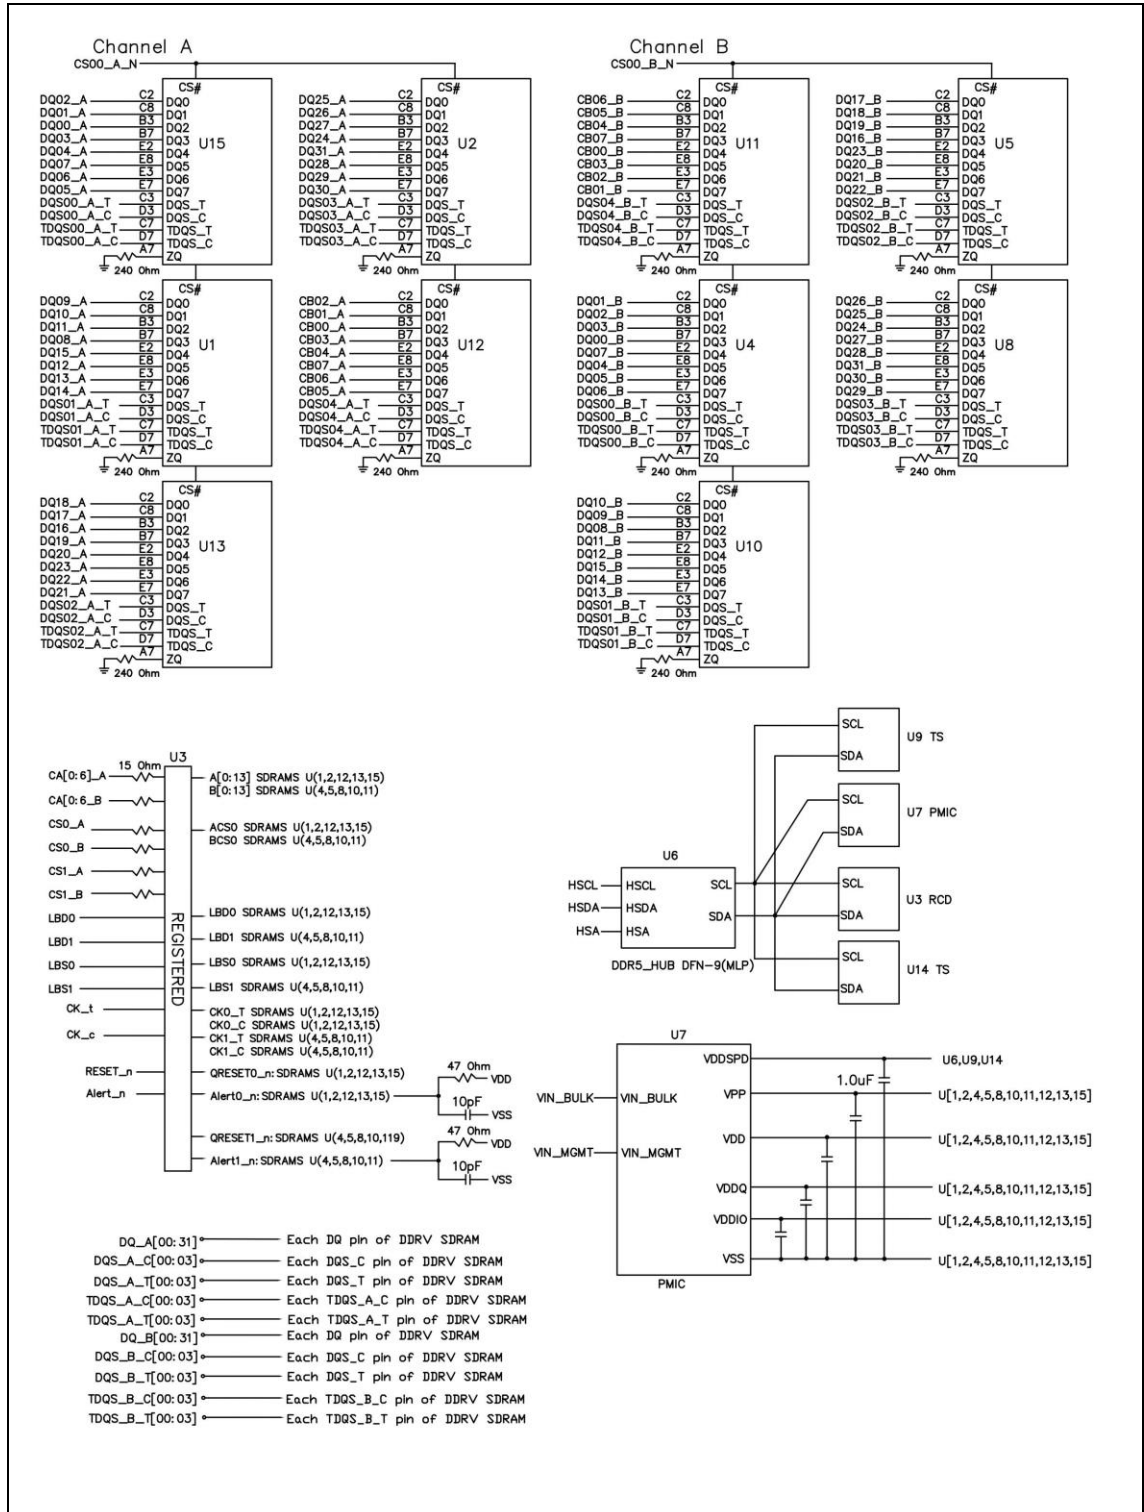 Channel A
CS00_A_N
CS#
DQ02_A C2 DQ0
DQ01_A C8 DQ1
DQ00_A B3 DQ2
DQ03_A B7 DQ3
DQ04_A E2 DQ4
DQ07_A E8 DQ5
DQ06_A E3 DQ6
DQ05_A E7 DQ7
DQS00_A_T C3 DQS_T
DQS00_A_C D3 DQS_C
TDQS00_A_T C7 TDQS_T
TDQS00_A_C D7 TDQS_C
A7 ZQ
240 Ohm
U15
CS#
DQ25_A C2 DQ0
DQ26_A C8 DQ1
DQ27_A B3 DQ2
DQ24_A B7 DQ3
DQ31_A E2 DQ4
DQ28_A E8 DQ5
DQ29_A E3 DQ6
DQ30_A E7 DQ7
DQS03_A_T C3 DQS_T
DQS03_A_C D3 DQS_C
TDQS03_A_T C7 TDQS_T
TDQS03_A_C D7 TDQS_C
A7 ZQ
240 Ohm
U2
CS#
DQ09_A C2 DQ0
DQ10_A C8 DQ1
DQ11_A B3 DQ2
DQ08_A B7 DQ3
DQ15_A E2 DQ4
DQ12_A E8 DQ5
DQ13_A E3 DQ6
DQ14_A E7 DQ7
DQS01_A_T C3 DQS_T
DQS01_A_C D3 DQS_C
TDQS01_A_T C7 TDQS_T
TDQS01_A_C D7 TDQS_C
A7 ZQ
240 Ohm
U1
CS#
CB02_A C2 DQ0
CB01_A C8 DQ1
CB00_A B3 DQ2
CB03_A B7 DQ3
CB04_A E2 DQ4
CB07_A E8 DQ5
CB06_A E3 DQ6
CB05_A E7 DQ7
DQS04_A_T C3 DQS_T
DQS04_A_C D3 DQS_C
TDQS04_A_T C7 TDQS_T
TDQS04_A_C D7 TDQS_C
A7 ZQ
240 Ohm
U12
CS#
DQ18_A C2 DQ0
DQ17_A C8 DQ1
DQ16_A B3 DQ2
DQ19_A B7 DQ3
DQ20_A E2 DQ4
DQ23_A E8 DQ5
DQ22_A E3 DQ6
DQ21_A E7 DQ7
DQS02_A_T C3 DQS_T
DQS02_A_C D3 DQS_C
TDQS02_A_T C7 TDQS_T
TDQS02_A_C D7 TDQS_C
A7 ZQ
240 Ohm
U13
Channel B
CS00_B_N
CS#
CB06_B C2 DQ0
CB05_B C8 DQ1
CB04_B B3 DQ2
CB07_B B7 DQ3
CB00_B E2 DQ4
CB03_B E8 DQ5
CB02_B E3 DQ6
CB01_B E7 DQ7
DQS04_B_T C3 DQS_T
DQS04_B_C D3 DQS_C
TDQS04_B_T C7 TDQS_T
TDQS04_B_C D7 TDQS_C
A7 ZQ
240 Ohm
U11
CS#
DQ17_B C2 DQ0
DQ18_B C8 DQ1
DQ19_B B3 DQ2
DQ16_B B7 DQ3
DQ23_B E2 DQ4
DQ20_B E8 DQ5
DQ21_B E3 DQ6
DQ22_B E7 DQ7
DQS02_B_T C3 DQS_T
DQS02_B_C D3 DQS_C
TDQS02_B_T C7 TDQS_T
TDQS02_B_C D7 TDQS_C
A7 ZQ
240 Ohm
U5
CS#
DQ01_B C2 DQ0
DQ02_B C8 DQ1
DQ03_B B3 DQ2
DQ00_B B7 DQ3
DQ07_B E2 DQ4
DQ04_B E8 DQ5
DQ05_B E3 DQ6
DQ06_B E7 DQ7
DQS00_B_T C3 DQS_T
DQS00_B_C D3 DQS_C
TDQS00_B_T C7 TDQS_T
TDQS00_B_C D7 TDQS_C
A7 ZQ
240 Ohm
U4
CS#
DQ26_B C2 DQ0
DQ25_B C8 DQ1
DQ24_B B3 DQ2
DQ27_B B7 DQ3
DQ28_B E2 DQ4
DQ31_B E8 DQ5
DQ30_B E3 DQ6
DQ29_B E7 DQ7
DQS03_B_T C3 DQS_T
DQS03_B_C D3 DQS_C
TDQS03_B_T C7 TDQS_T
TDQS03_B_C D7 TDQS_C
A7 ZQ
240 Ohm
U8
CS#
DQ10_B C2 DQ0
DQ09_B C8 DQ1
DQ08_B B3 DQ2
DQ11_B B7 DQ3
DQ12_B E2 DQ4
DQ15_B E8 DQ5
DQ14_B E3 DQ6
DQ13_B E7 DQ7
DQS01_B_T C3 DQS_T
DQS01_B_C D3 DQS_C
TDQS01_B_T C7 TDQS_T
TDQS01_B_C D7 TDQS_C
A7 ZQ
240 Ohm
U10
U3
15 Ohm
REGISTERED
CA[0:6]_A A[0:13] SDRAMS U(1,2,12,13,15)
B[0:13] SDRAMS U(4,5,8,10,11)
CA[0:6_B
CS0_A ACS0 SDRAMS U(1,2,12,13,15)
BCS0 SDRAMS U(4,5,8,10,11)
CS0_B
CS1_A
CS1_B
LBD0 LBD0 SDRAMS U(1,2,12,13,15)
LBD1 LBD1 SDRAMS U(4,5,8,10,11)
LBS0 LBS0 SDRAMS U(1,2,12,13,15)
LBS1 LBS1 SDRAMS U(4,5,8,10,11)
CK_t CK0_T SDRAMS U(1,2,12,13,15)
CK0_C SDRAMS U(1,2,12,13,15)
CK_c CK1_T SDRAMS U(4,5,8,10,11)
CK1_C SDRAMS U(4,5,8,10,11)
RESET_n QRESET0_n: SDRAMS U(1,2,12,13,15)
Alert_n Alert0_n: SDRAMS U(1,2,12,13,15)
47 Ohm
VDD
10pF
VSS
QRESET1_n: SDRAMS U(4,5,8,10,119)
Alert1_n: SDRAMS U(4,5,8,10,11)
47 Ohm
VDD
10pF
VSS
U6
HSCL HSCL SCL
HSDA HSDA SDA
HSA HSA
DDR5_HUB DFN-9(MLP)
SCL
SDA
U9 TS
SCL
SDA
U7 PMIC
SCL
SDA
U3 RCD
SCL
SDA
U14 TS
U7
VIN_BULK VIN_BULK
VIN_MGMT VIN_MGMT
1.0uF
VDDSPD U6,U9,U14
VPP U[1,2,4,5,8,10,11,12,13,15]
VDD U[1,2,4,5,8,10,11,12,13,15]
VDDQ U[1,2,4,5,8,10,11,12,13,15]
VDDIO U[1,2,4,5,8,10,11,12,13,15]
VSS U[1,2,4,5,8,10,11,12,13,15]
PMIC
DQ_A[00:31] Each DQ pin of DDRV SDRAM
DQS_A_C[00:03] Each DQS_C pin of DDRV SDRAM
DQS_A_T[00:03] Each DQS_T pin of DDRV SDRAM
TDQS_A_C[00:03] Each TDQS_A_C pin of DDRV SDRAM
TDQS_A_T[00:03] Each TDQS_A_T pin of DDRV SDRAM
DQ_B[00:31] Each DQ pin of DDRV SDRAM
DQS_B_C[00:03] Each DQS_C pin of DDRV SDRAM
DQS_B_T[00:03] Each DQS_T pin of DDRV SDRAM
TDQS_B_C[00:03] Each TDQS_B_C pin of DDRV SDRAM
TDQS_B_T[00:03] Each TDQS_B_T pin of DDRV SDRAM